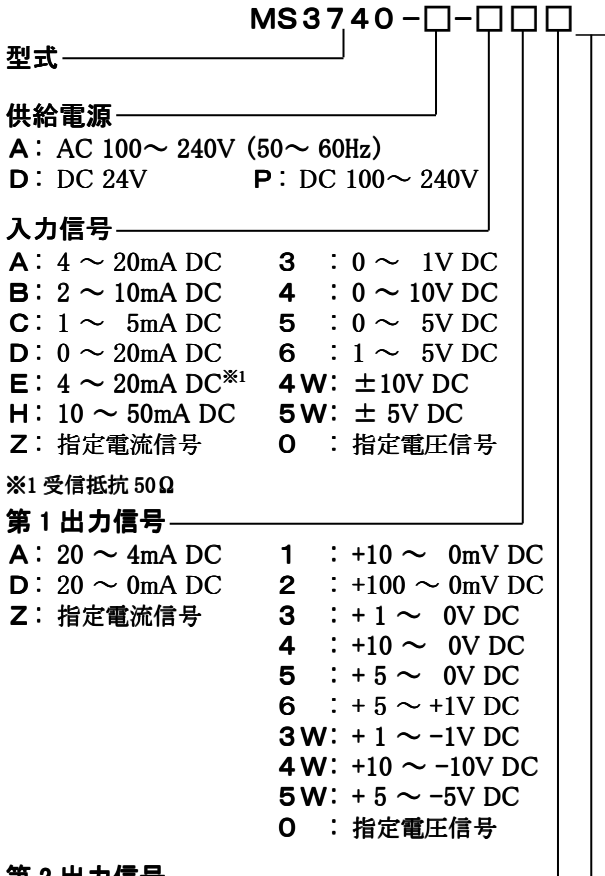 MS3740-□-□□□
型式
供給電源
A: AC 100～240V (50～60Hz)
D: DC 24V P: DC 100～240V
入力信号
A: 4 ～ 20mA DC 3 : 0 ～ 1V DC
B: 2 ～ 10mA DC 4 : 0 ～ 10V DC
C: 1 ～ 5mA DC 5 : 0 ～ 5V DC
D: 0 ～ 20mA DC 6 : 1 ～ 5V DC
E: 4 ～ 20mA DC※1 4W: ±10V DC
H: 10 ～ 50mA DC 5W: ± 5V DC
Z: 指定電流信号 0 : 指定電圧信号
※1 受信抵抗 50Ω
第 1 出力信号
A: 20 ～ 4mA DC 1 : +10 ～ 0mV DC
D: 20 ～ 0mA DC 2 : +100 ～ 0mV DC
Z: 指定電流信号 3 : + 1 ～ 0V DC
4 : +10 ～ 0V DC
5 : + 5 ～ 0V DC
6 : + 5 ～ +1V DC
3W: + 1 ～ -1V DC
4W: +10 ～ -10V DC
5W: + 5 ～ -5V DC
0 : 指定電圧信号
第 2 出力信号